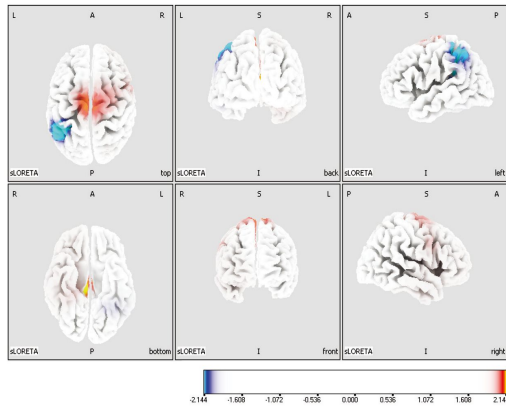 L A R
sLORETA P top
L S R
sLORETA I back
A S P
sLORETA I left
R A L
sLORETA P bottom
R S L
sLORETA I front
P S A
sLORETA I right
-2.144 -1.608 -1.072 -0.536 0.000 0.536 1.072 1.608 2.14